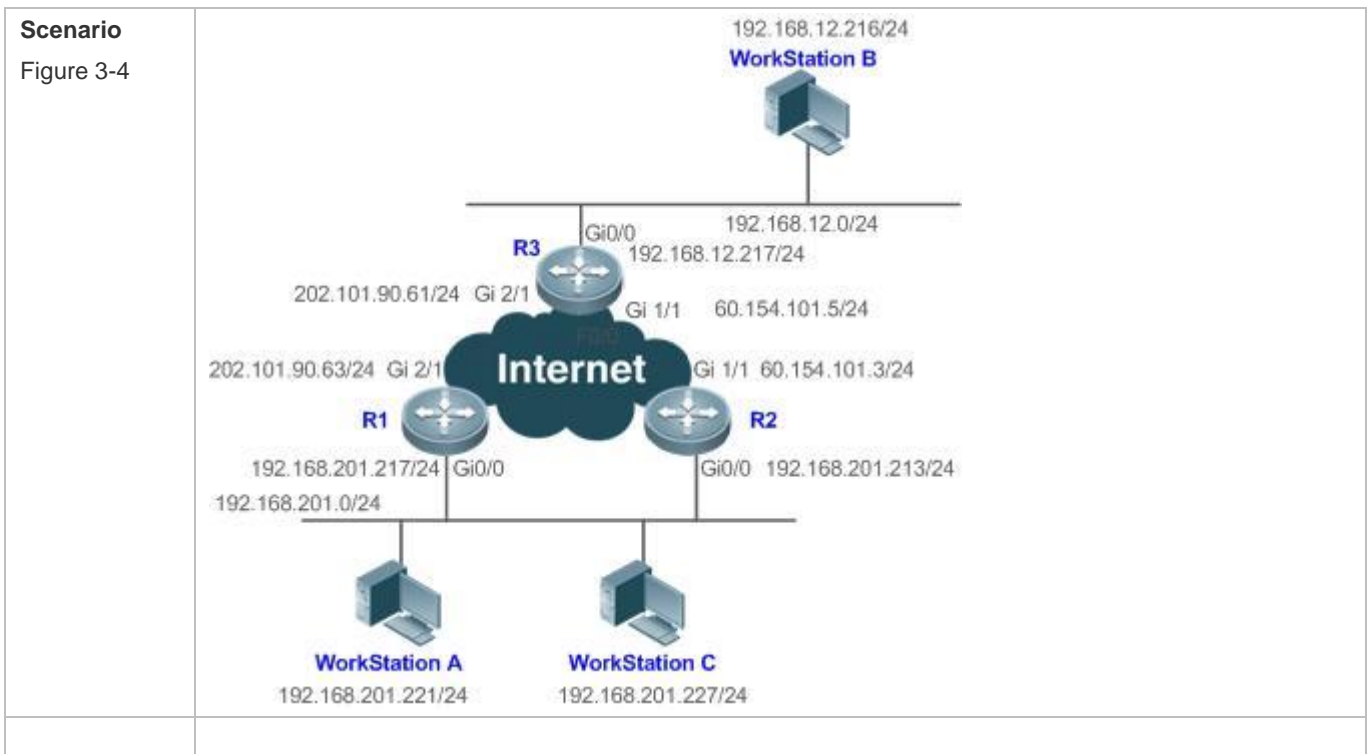 Scenario
Figure 3-4
192.168.12.216/24
WorkStation B
192.168.12.0/24
Gi0/0
R3
192.168.12.217/24
202.101.90.61/24 Gi 2/1
Gi 1/1 60.154.101.5/24
Internet
202.101.90.63/24 Gi 2/1
Gi 1/1 60.154.101.3/24
R1
R2
192.168.201.217/24 Gi0/0
Gi0/0 192.168.201.213/24
192.168.201.0/24
WorkStation A
WorkStation C
192.168.201.221/24
192.168.201.227/24